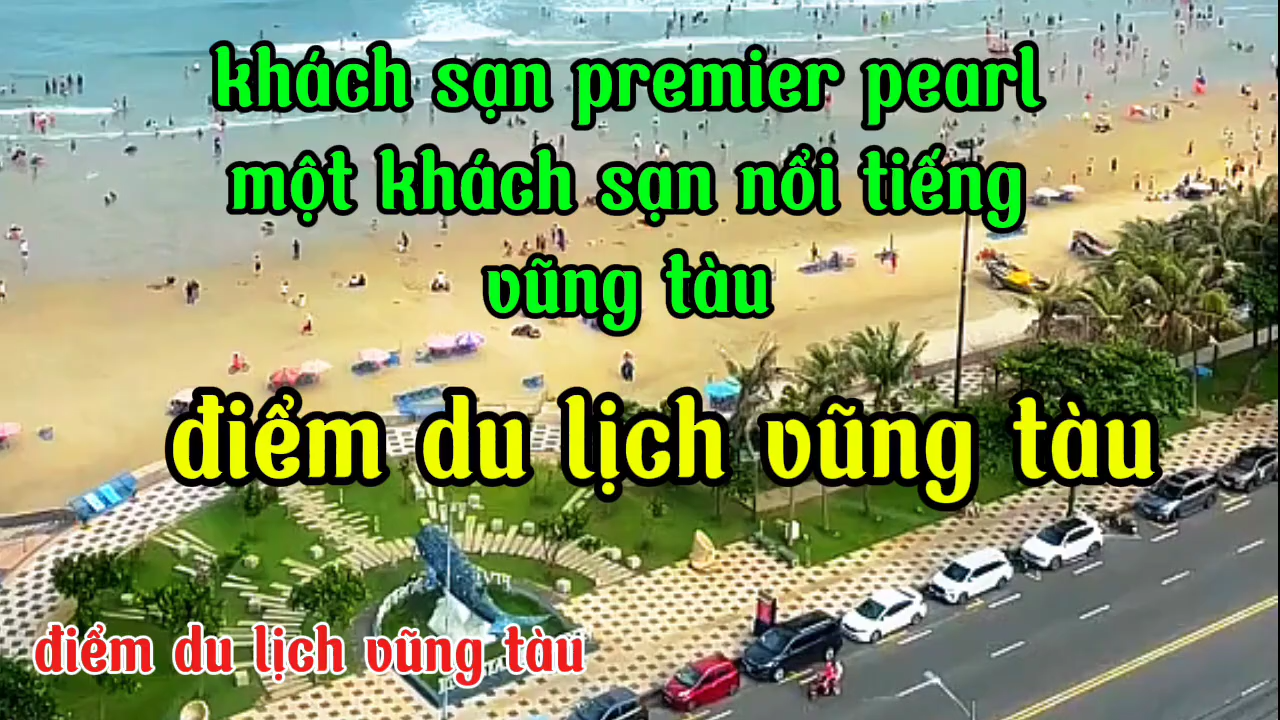 khách sạn premier pearl
một khách sạn nổi tiếng
vũng tàu
điểm du lịch vũng tàu
điểm du lịch vũng tàu